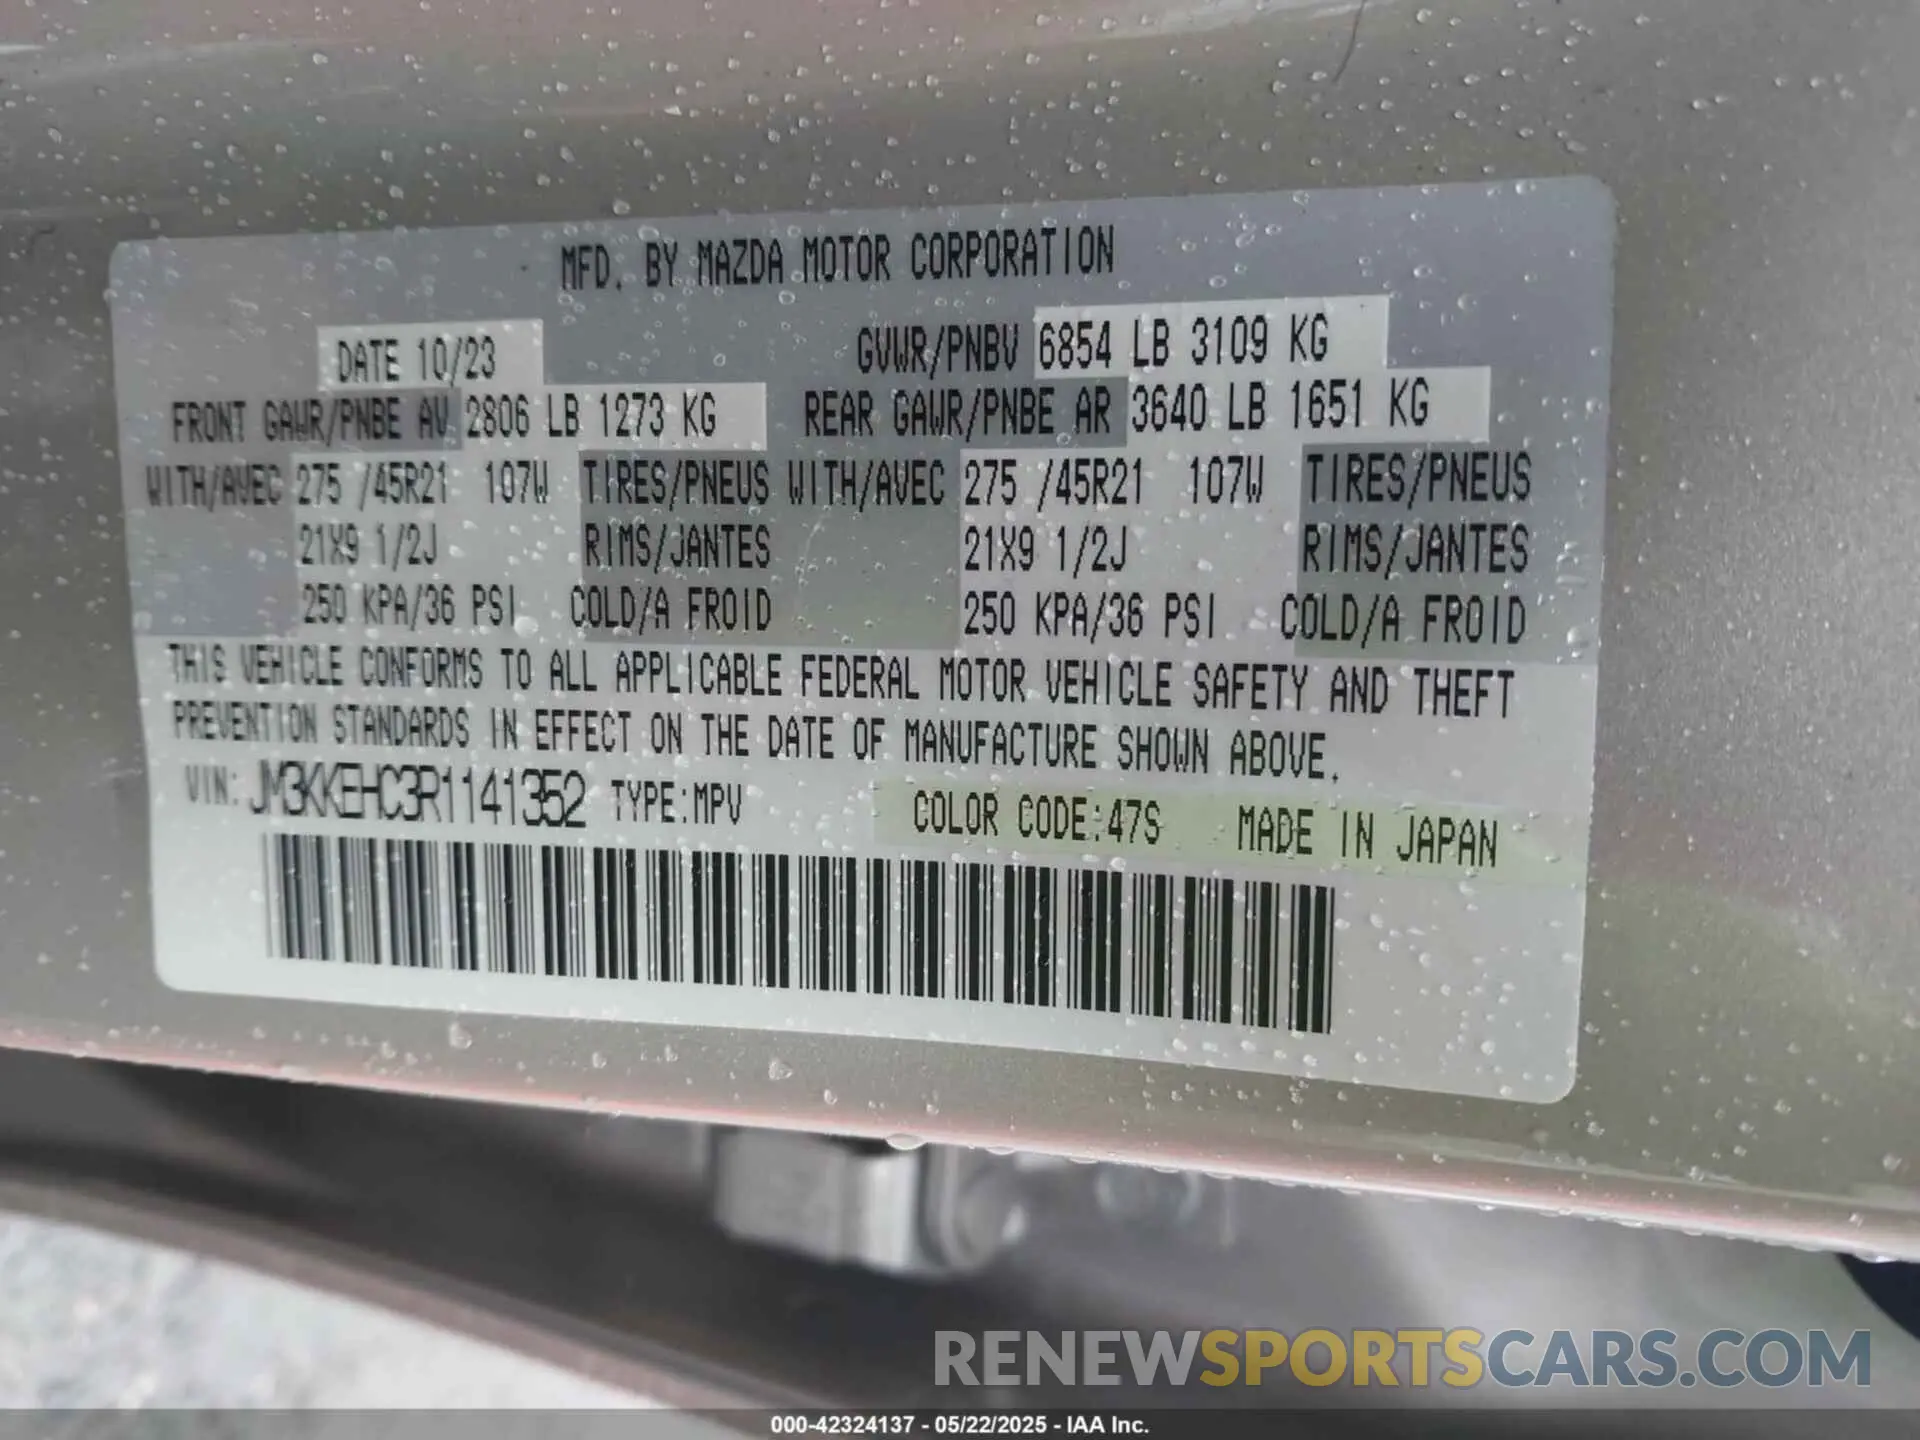 MFD. BY MAZDA MOTOR CORPORATION
DATE 10/23 GVWR/PNBV 6854 LB 3109 KG
FRONT GAWR/PNBE AV 2806 LB 1273 KG REAR GAWR/PNBE AR 3640 LB 1651 KG
WITH/AVEC 275 /45R21 107W TIRES/PNEUS WITH/AVEC 275 /45R21 107W TIRES/PNEUS
21X9 1/2J RIMS/JANTES 21X9 1/2J RIMS/JANTES
250 KPA/36 PSI COLD/A FROID 250 KPA/36 PSI COLD/A FROID
THIS VEHICLE CONFORMS TO ALL APPLICABLE FEDERAL MOTOR VEHICLE SAFETY AND THEFT
PREVENTION STANDARDS IN EFFECT ON THE DATE OF MANUFACTURE SHOWN ABOVE.
VIN: JM3KKEHC3R1141352 TYPE:MPV COLOR CODE:47S MADE IN JAPAN
RENEWSPORTSCARS.COM
000-42324137 - 05/22/2025 - IAA Inc.